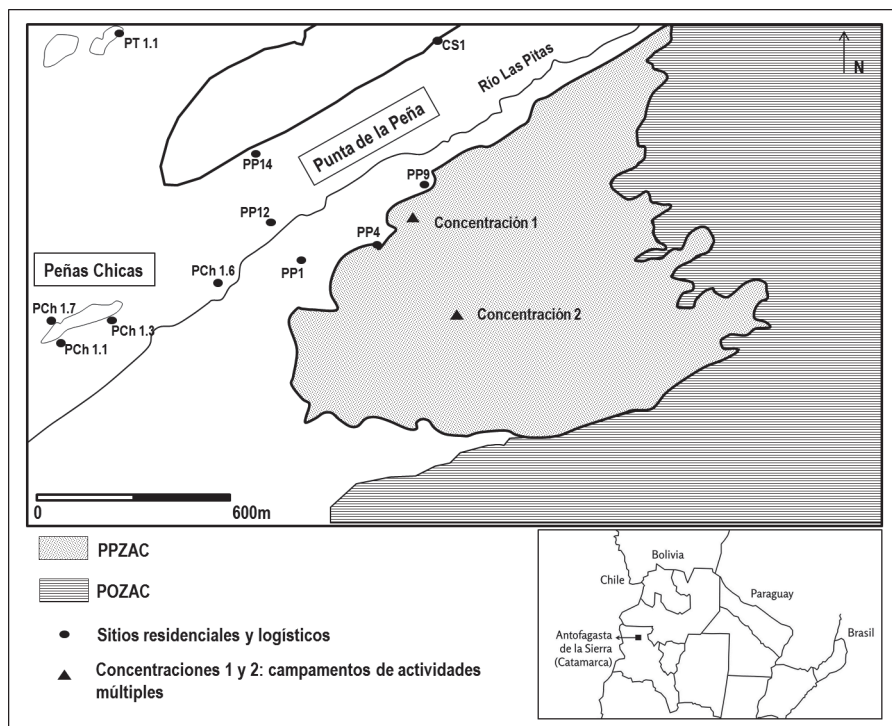 PT 1.1
CS1
N
Río Las Pitas
Punta de la Peña
PP14
PP9
PP12
Concentración 1
PP4
Peñas Chicas
PCh 1.6
PP1
PCh 1.7
PCh 1.3
Concentración 2
PCh 1.1
0
600m
PPZAC
POZAC
Sitios residenciales y logísticos
Concentraciones 1 y 2: campamentos de actividades
múltiples
Bolivia
Chile
Paraguay
Antofagasta
de la Sierra
(Catamarca)
Brasil